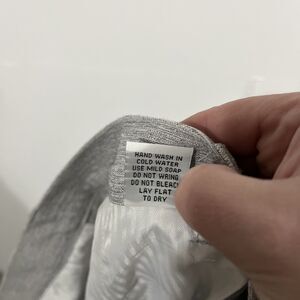 HAND WASH IN
COLD WATER
USE MILD SOAP
DO NOT WRING
DO NOT BLEACH
LAY FLAT
TO DRY